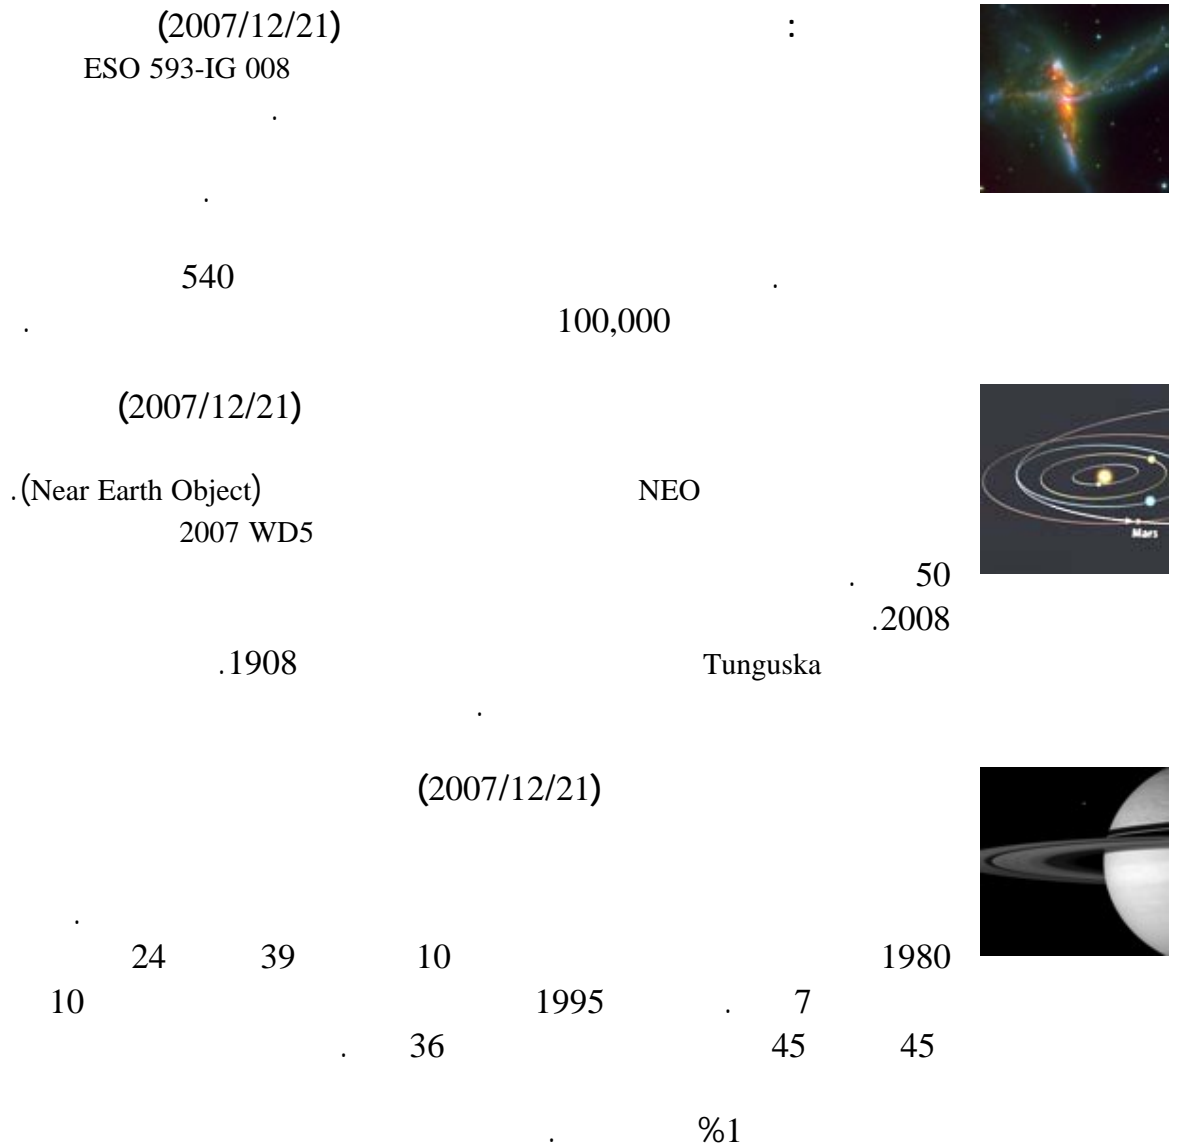 : (2007/12/21)
ESO 593-IG 008
.
.
. 540
100,000 .
(2007/12/21)
NEO (Near Earth Object).
2007 WD5
50 .
2008.
Tunguska 1908.
.
Mars
(2007/12/21)
.
1980 10 39 24
7 . 1995 10
45 45 36 .
%1 .